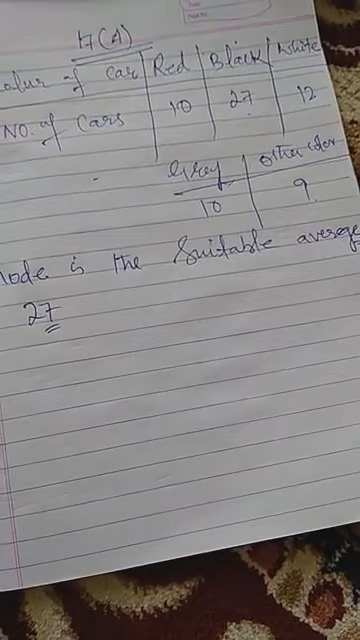 17(A)
olour of Car Red Black White
No. of Cars 10 27 12
Grey Other color
10 9
Mode is the Suitable average
27